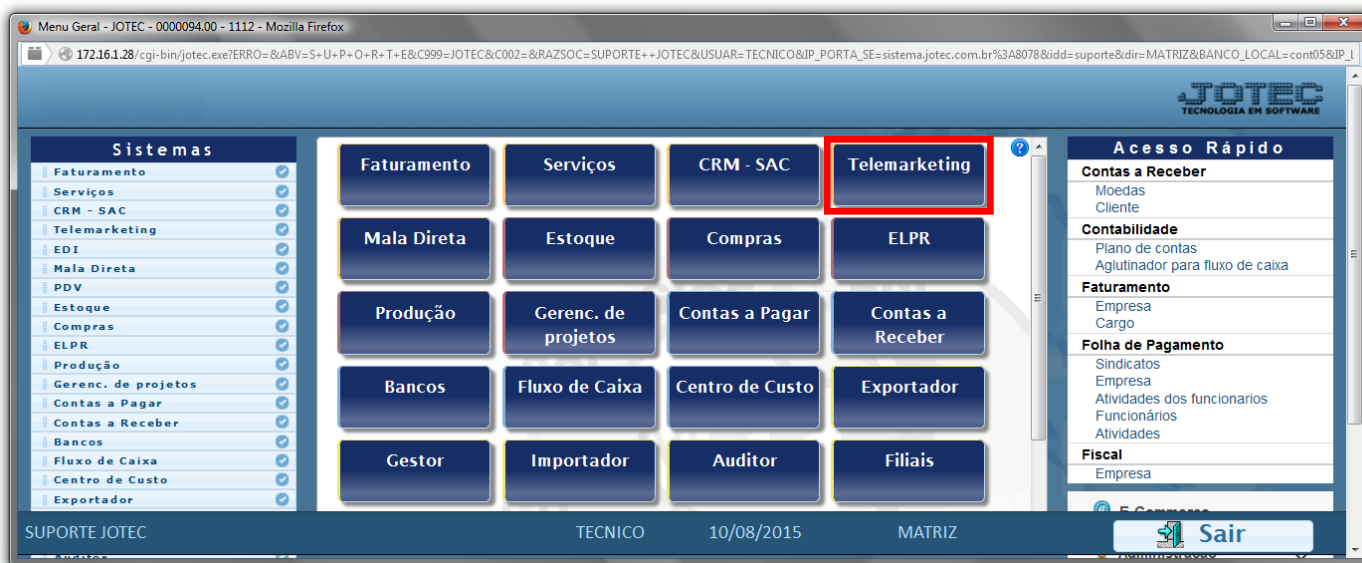 Menu Geral - JOTEC - 0000094.00 - 1112 - Mozilla Firefox
172.16.1.28/cgi-bin/jotec.exe?ERRO=&ABV=S+U+P+O+R+T+E&C999=JOTEC&C002=&RAZSOC=SUPORTE++JOTEC&USUAR=TECNICO&IP_PORTA_SE=sistema.jotec.com.br%3A8078&idd=suporte&dir=MATRIZ&BANCO_LOCAL=cont05&IP_L
JOTEC
TECNOLOGIA EM SOFTWARE
Sistemas
Faturamento
Serviços
CRM - SAC
Telemarketing
EDI
Mala Direta
PDV
Estoque
Compras
ELPR
Produção
Gerenc. de projetos
Contas a Pagar
Contas a Receber
Bancos
Fluxo de Caixa
Centro de Custo
Exportador
Faturamento
Serviços
CRM - SAC
Telemarketing
Mala Direta
Estoque
Compras
ELPR
Produção
Gerenc. de
projetos
Contas a Pagar
Contas a
Receber
Bancos
Fluxo de Caixa
Centro de Custo
Exportador
Gestor
Importador
Auditor
Filiais
Acesso Rápido
Contas a Receber
Moedas
Cliente
Contabilidade
Plano de contas
Aglutinador para fluxo de caixa
Faturamento
Empresa
Cargo
Folha de Pagamento
Sindicatos
Empresa
Atividades dos funcionarios
Funcionários
Atividades
Fiscal
Empresa
SUPORTE JOTEC
TECNICO
10/08/2015
MATRIZ
Sair